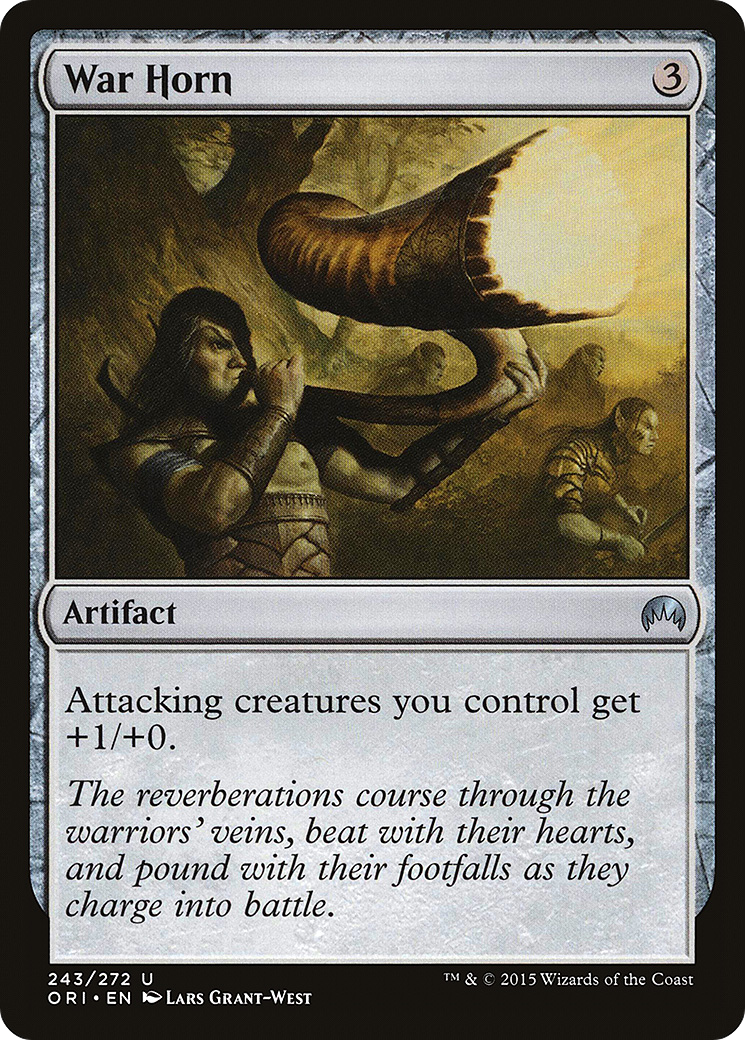 War Horn
3
Artifact
Attacking creatures you control get
+1/+0.
The reverberations course through the
warriors' veins, beat with their hearts,
and pound with their footfalls as they
charge into battle.
243/272 U
™ & © 2015 Wizards of the Coast
ORI • EN Lars Grant-West